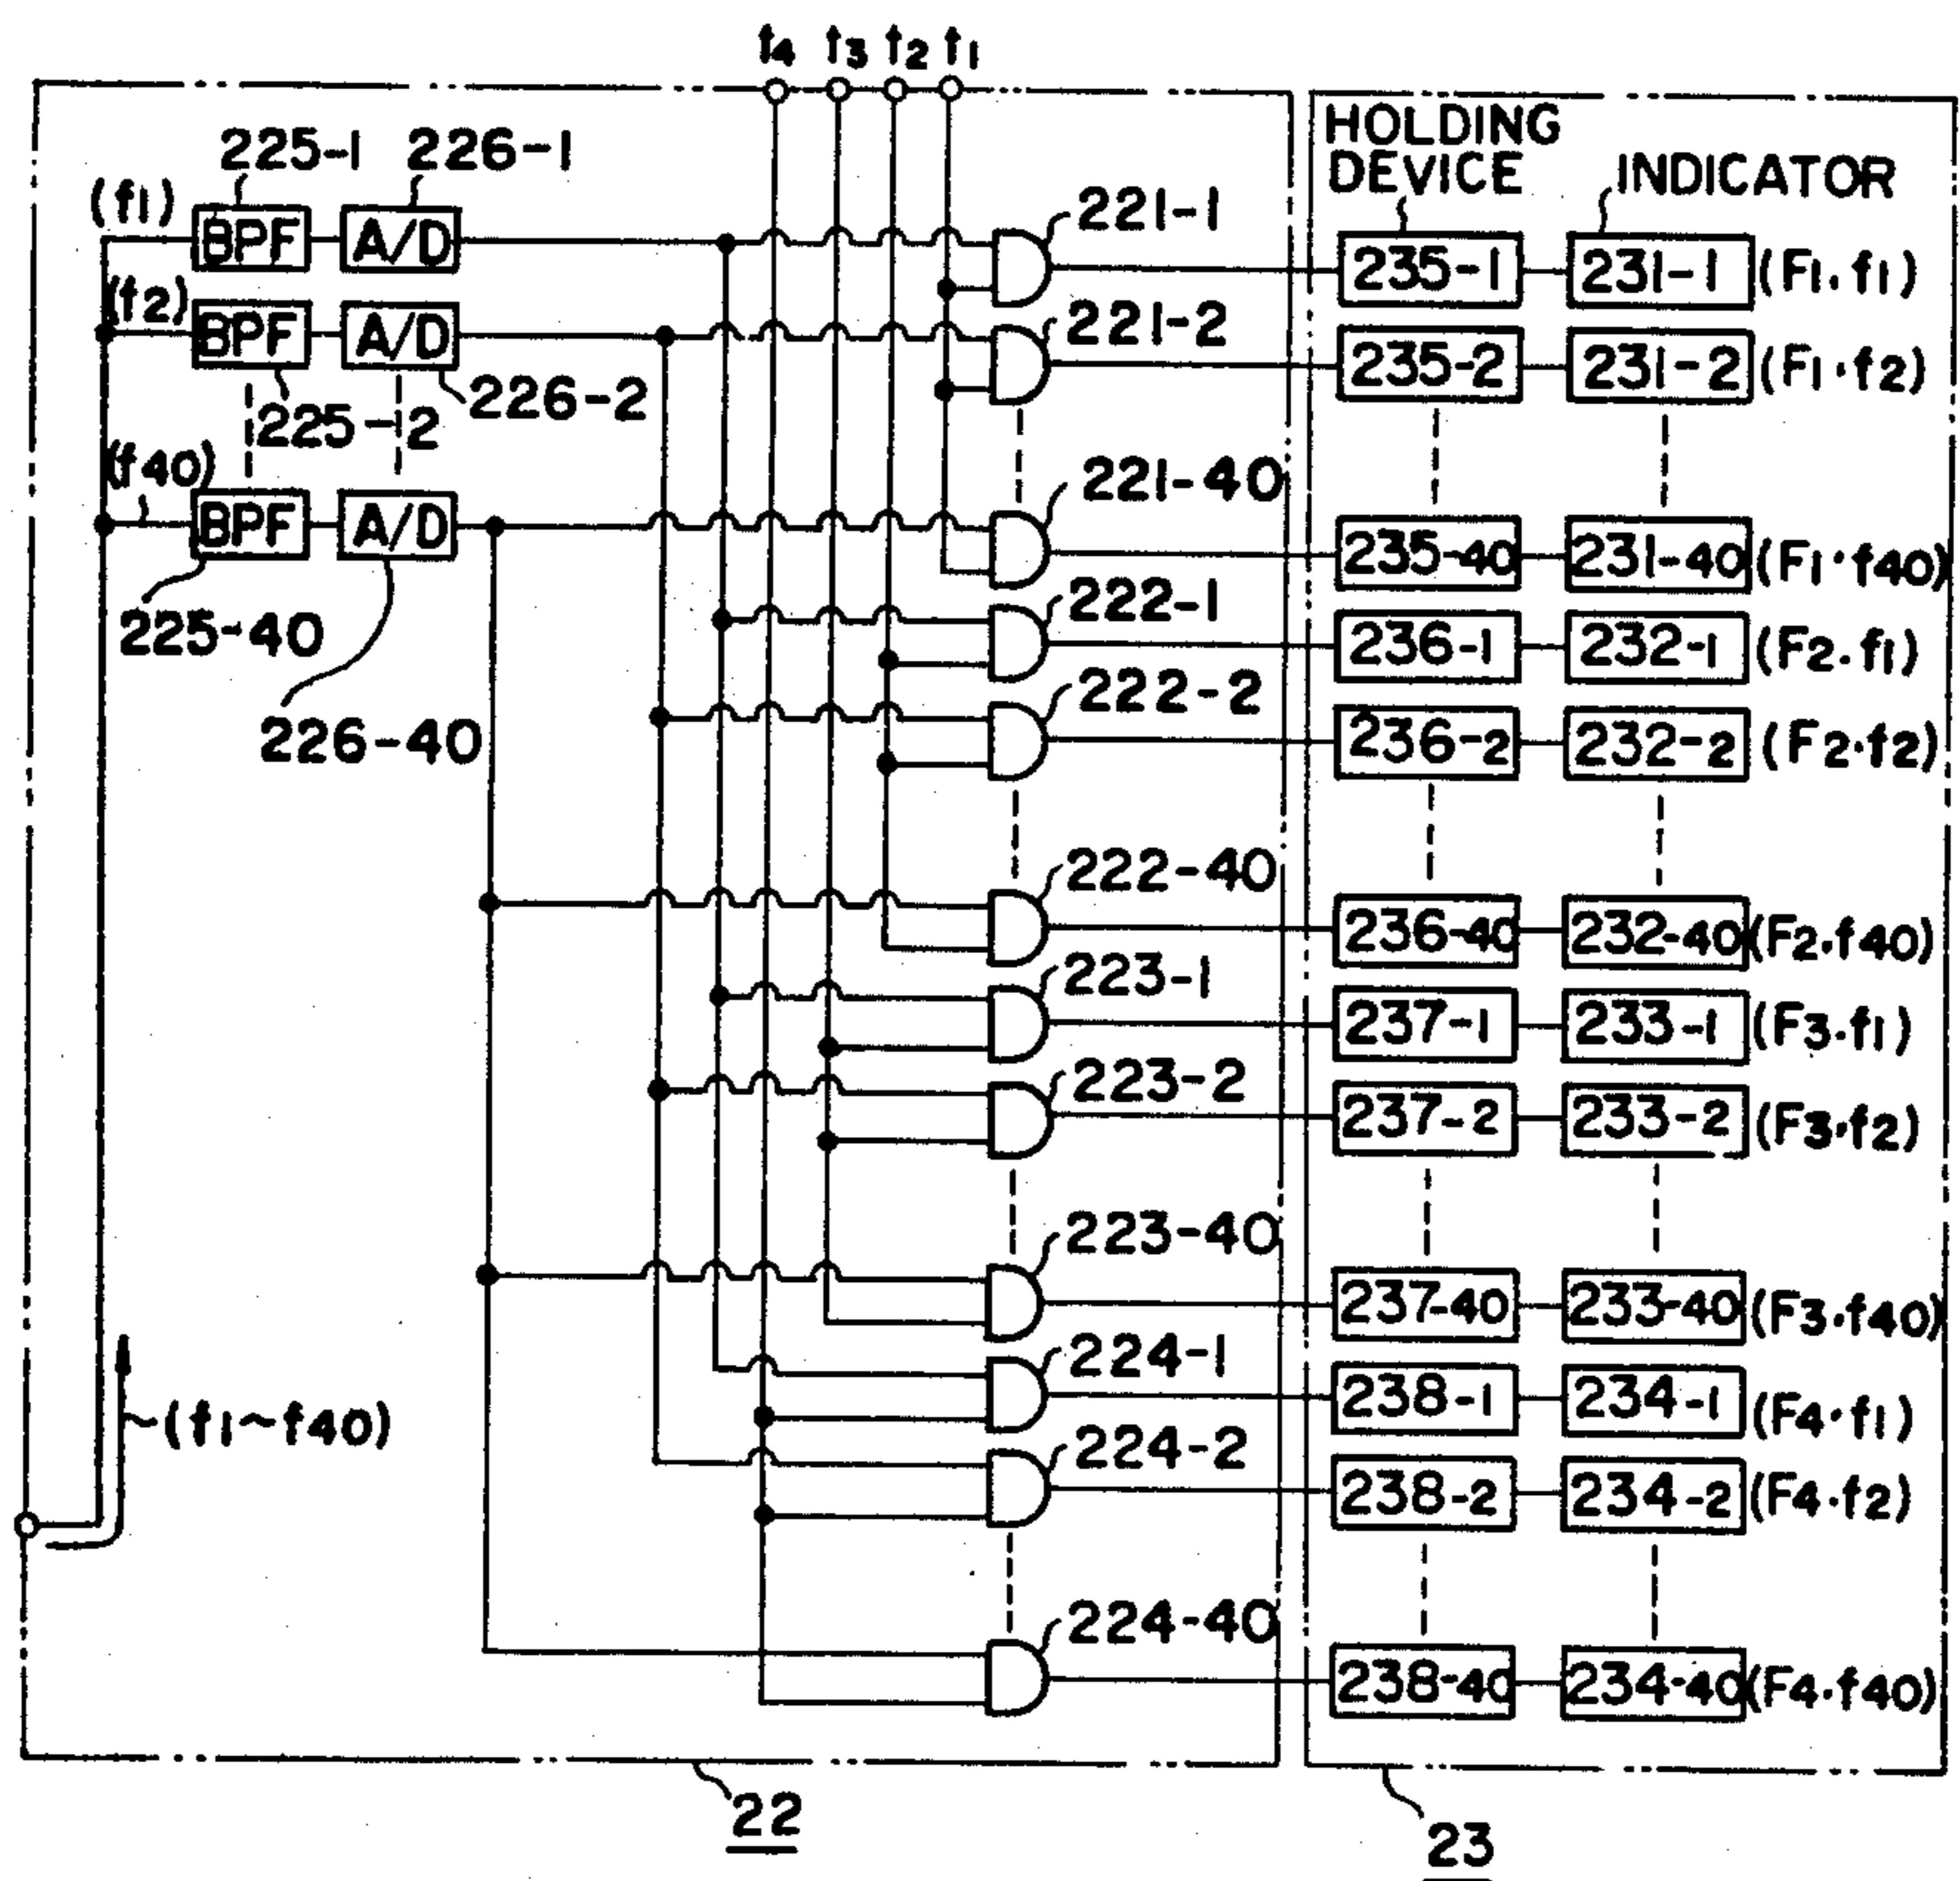 t4 t3 t2 t1
HOLDING DEVICE
INDICATOR
225-1 226-1
(f1) BPF A/D
221-1
235-1 231-1 (F1·f1)
(f2) BPF A/D
221-2
235-2 231-2 (F1·f2)
225-2 226-2
(f40) BPF A/D
221-40
235-40 231-40 (F1·f40)
225-40
226-40
222-1
236-1 232-1 (F2·f1)
222-2
236-2 232-2 (F2·f2)
222-40
236-40 232-40 (F2·f40)
223-1
237-1 233-1 (F3·f1)
223-2
237-2 233-2 (F3·f2)
223-40
237-40 233-40 (F3·f40)
224-1
238-1 234-1 (F4·f1)
~(f1~f40)
224-2
238-2 234-2 (F4·f2)
224-40
238-40 234-40 (F4·f40)
22
23